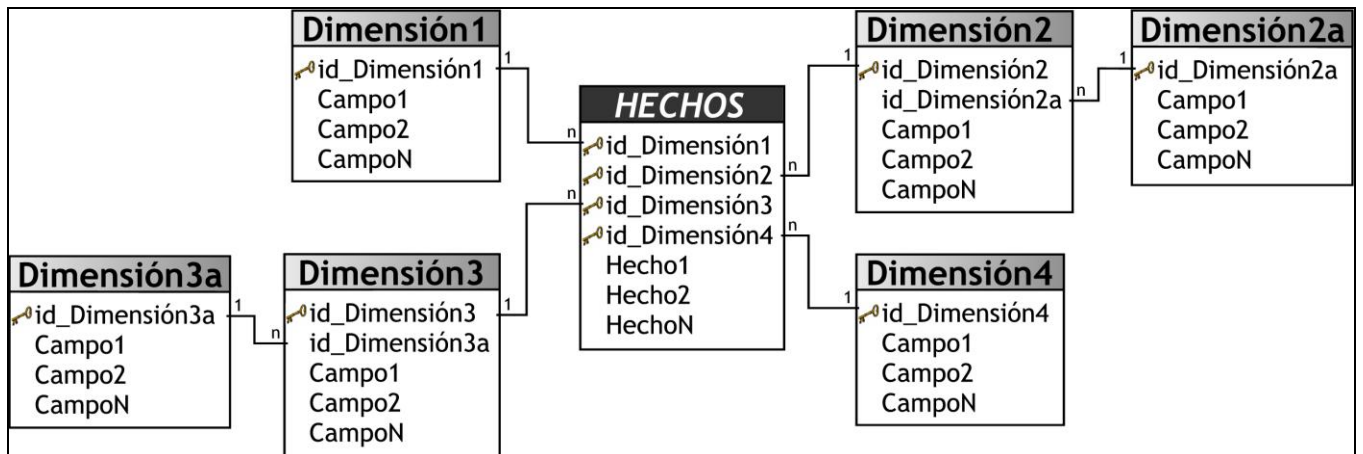 Dimensión1
id_Dimensión1
Campo1
Campo2
CampoN
1
n
HECHOS
id_Dimensión1
id_Dimensión2
id_Dimensión3
id_Dimensión4
Hecho1
Hecho2
HechoN
n
n
n
Dimensión2
id_Dimensión2
id_Dimensión2a
Campo1
Campo2
CampoN
1
n
Dimensión2a
id_Dimensión2a
Campo1
Campo2
CampoN
1
Dimensión3a
id_Dimensión3a
Campo1
Campo2
CampoN
1
n
Dimensión3
id_Dimensión3
id_Dimensión3a
Campo1
Campo2
CampoN
1
Dimensión4
id_Dimensión4
Campo1
Campo2
CampoN
1